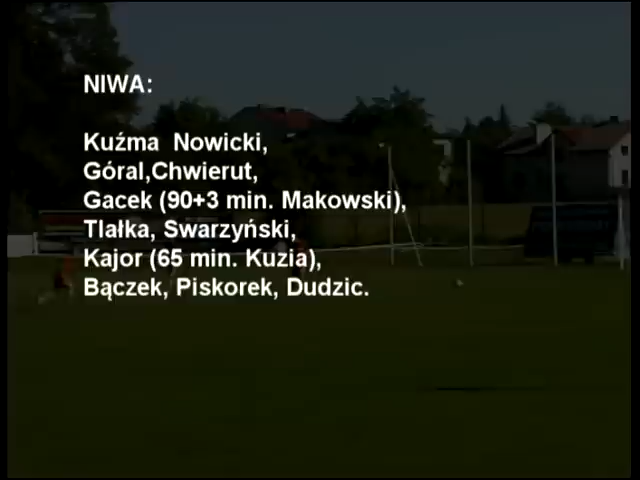 NIWA:
Kuźma  Nowicki,
Góral,Chwierut,
Gacek (90+3 min. Makowski),
Tlałka, Swarzyński,
Kajor (65 min. Kuzia),
Bączek, Piskorek, Dudzic.